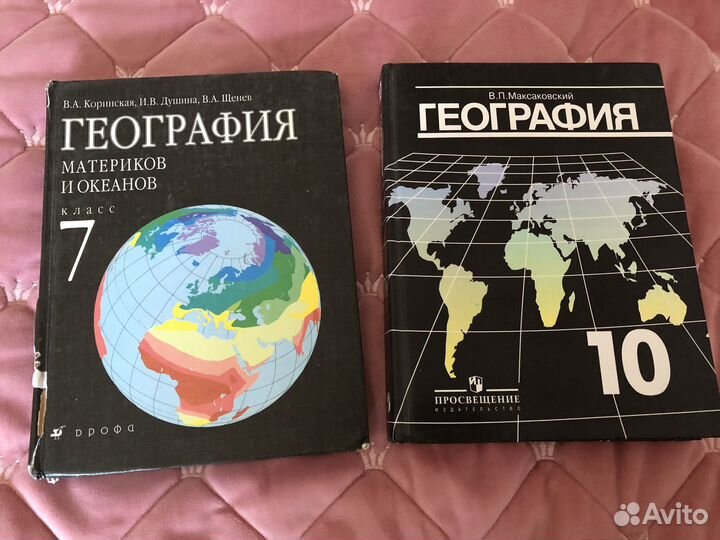 В.А. Коринская, И.В. Душина, В.А. Щенев
ГЕОГРАФИЯ
МАТЕРИКОВ
И ОКЕАНОВ
класс
7
дрофа
В.П.Максаковский
ГЕОГРАФИЯ
10
ПРОСВЕЩЕНИЕ
ИЗДАТЕЛЬСТВО
Avito